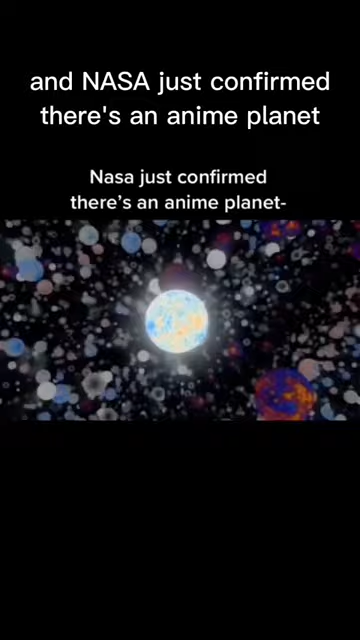 and NASA just confirmed
there's an anime planet
Nasa just confirmed
there’s an anime planet-